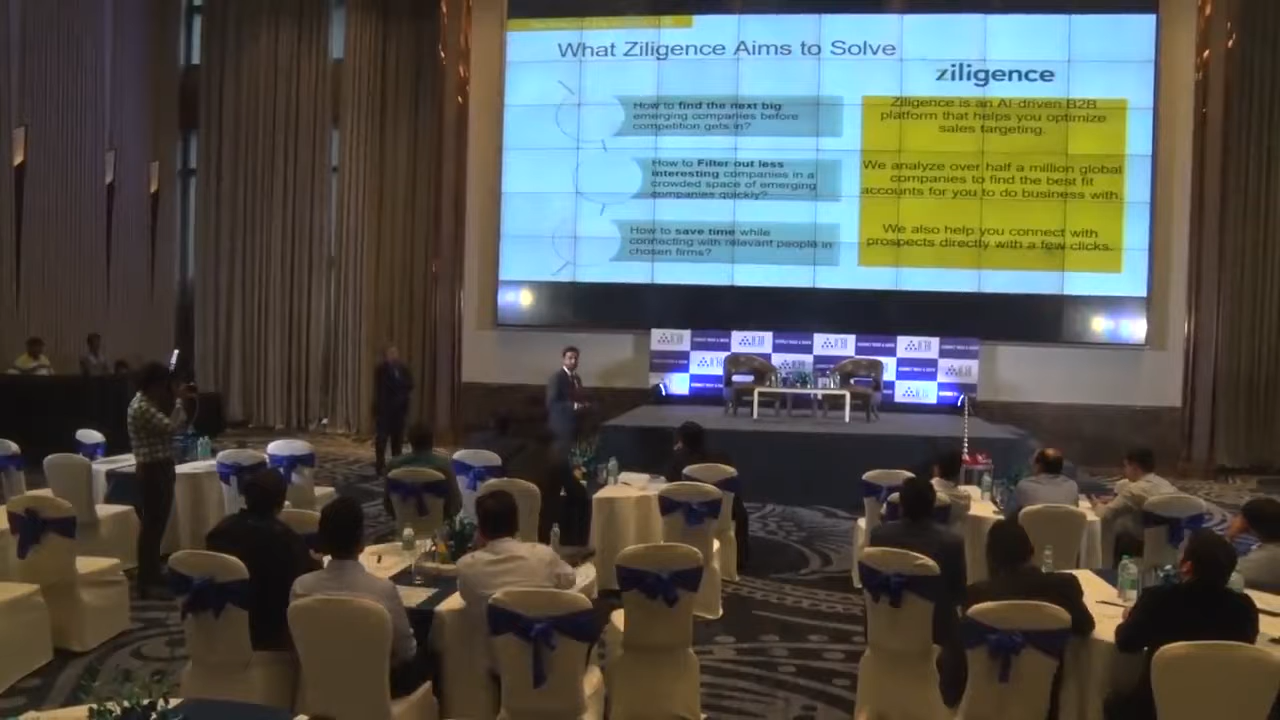 What Ziligence Aims to Solve
ziligence
How to find the next big
emerging companies before
competition gets in?
How to Filter out less
interesting companies in a
crowded space of emerging
companies quickly?
How to save time while
connecting with relevant people in
chosen firms?
Ziligence is an AI-driven B2B
platform that helps you optimize
sales targeting.
We analyze over half a million global
companies to find the best fit
accounts for you to do business with.
We also help you connect with
prospects directly with a few clicks.